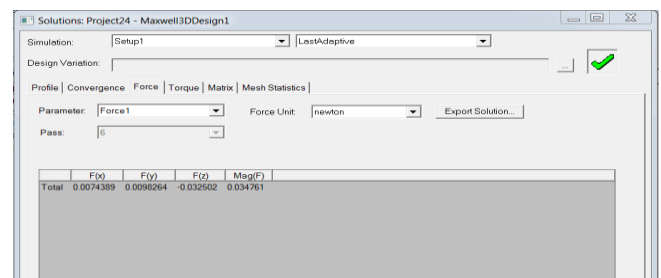 Solutions: Project24 - Maxwell3DDesign1
Simulation: Setup1 LastAdaptive
Design Variation: ...
Profile Convergence Force Torque Matrix Mesh Statistics
Parameter: Force1 Force Unit: newton Export Solution...
Pass: 6
F(x) F(y) F(z) Mag(F)
Total 0.0074389 0.0098264 -0.032502 0.034761